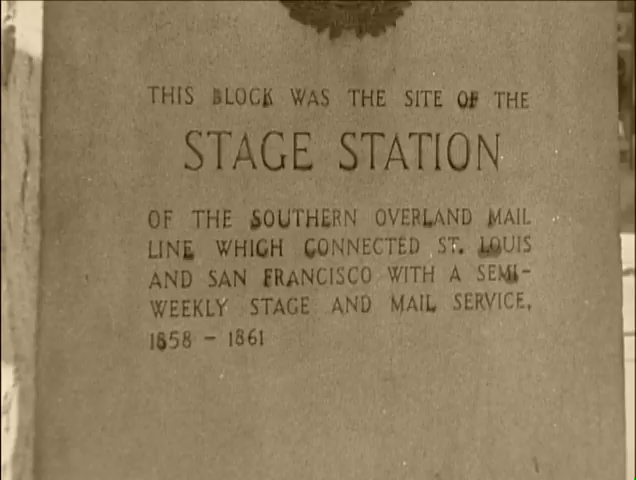 THIS BLOCK WAS THE SITE OF THE
STAGE STATION
OF THE SOUTHERN OVERLAND MAIL
LINE WHICH CONNECTED ST. LOUIS
AND SAN FRANCISCO WITH A SEMI-
WEEKLY STAGE AND MAIL SERVICE,
1858 – 1861